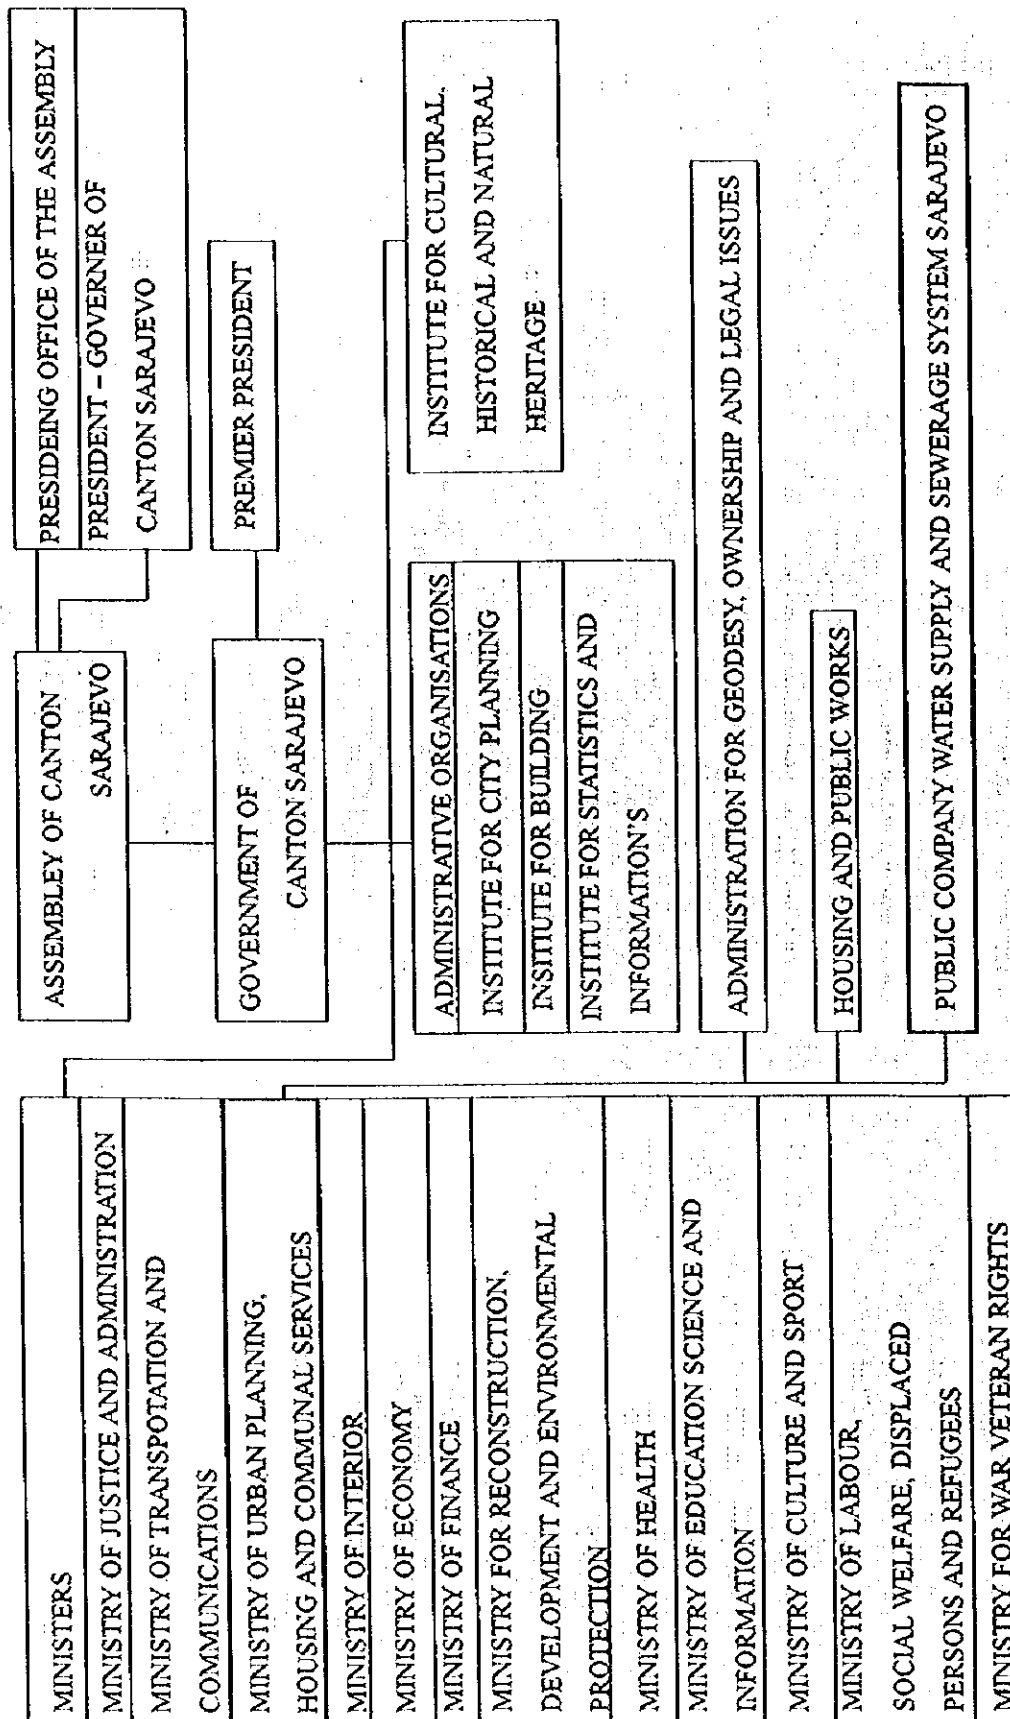 ASSEMBLEY OF CANTON
SARAJEVO
PRESIDEING OFFICE OF THE ASSEMBLY
PRESIDENT – GOVERNER OF
CANTON SARAJEVO
GOVERNMENT OF
CANTON SARAJEVO
PREMIER PRESIDENT
MINISTERS
MINISTRY OF JUSTICE AND ADMINISTRATION
MINISTRY OF TRANSPOTATION AND
COMMUNICATIONS
MINISTRY OF URBAN PLANNING,
HOUSING AND COMMUNAL SERVICES
MINISTRY OF INTERIOR
MINISTRY OF ECONOMY
MINISTRY OF FINANCE
MINISTRY FOR RECONSTRUCTION,
DEVELOPMENT AND ENVIRONMENTAL
PROTECTION
MINISTRY OF HEALTH
MINISTRY OF EDUCATION SCIENCE AND
INFORMATION
MINISTRY OF CULTURE AND SPORT
MINISTRY OF LABOUR,
SOCIAL WELFARE, DISPLACED
PERSONS AND REFUGEES
MINISTRY FOR WAR VETERAN RIGHTS
ADMINISTRATIVE ORGANISATIONS
INSTITUTE FOR CITY PLANNING
INSITUTE FOR BUILDING
INSTITUTE FOR STATISTICS AND
INFORMATION'S
INSTITUTE FOR CULTURAL,
HISTORICAL AND NATURAL
HERITAGE
ADMINISTRATION FOR GEODESY, OWNERSHIP AND LEGAL ISSUES
HOUSING AND PUBLIC WORKS
PUBLIC COMPANY WATER SUPPLY AND SEWERAGE SYSTEM SARAJEVO